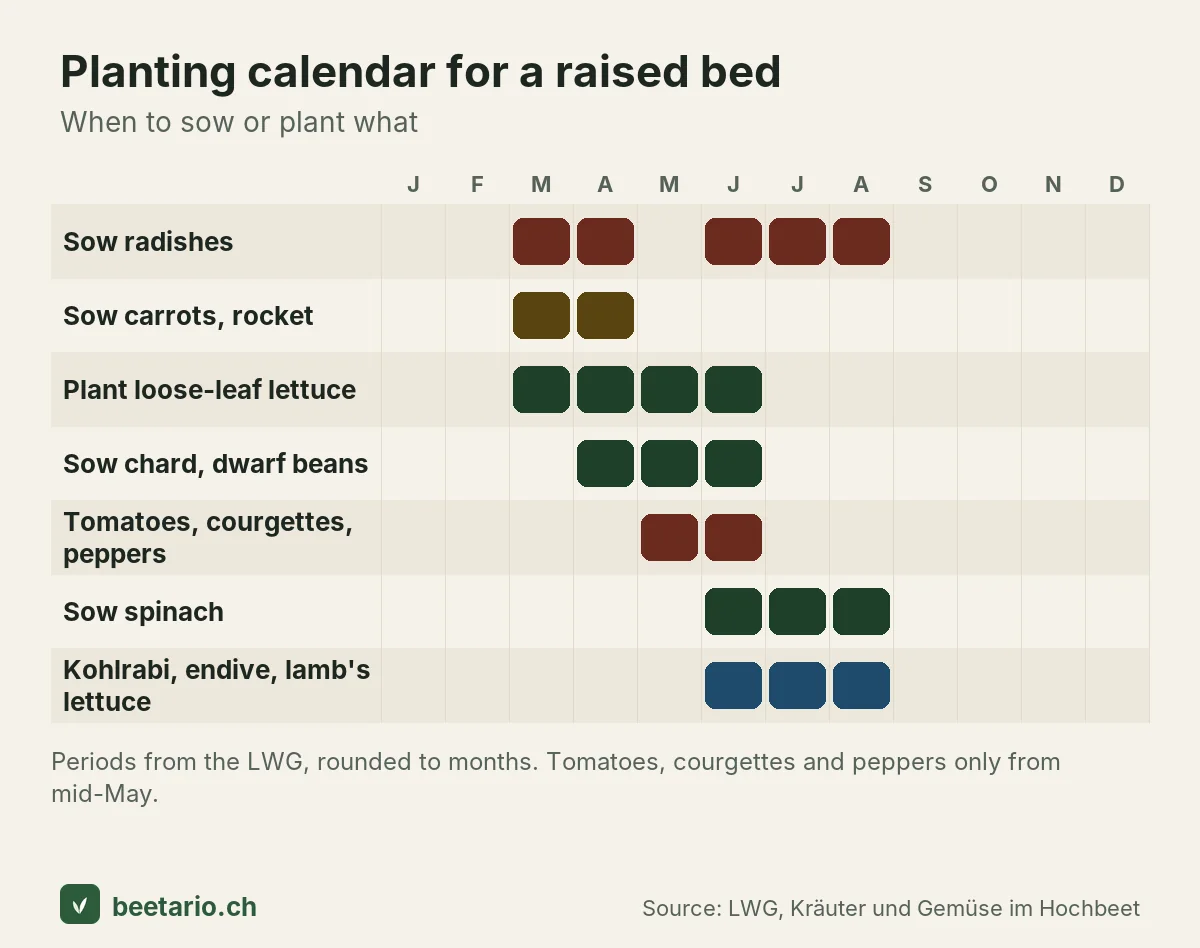 Planting calendar for a raised bed
When to sow or plant what
J F M A M J J A S O N D
Sow radishes
Sow carrots, rocket
Plant loose-leaf lettuce
Sow chard, dwarf beans
Tomatoes, courgettes,
peppers
Sow spinach
Kohlrabi, endive, lamb's
lettuce
Periods from the LWG, rounded to months. Tomatoes, courgettes and peppers only from
mid-May.
beetario.ch
Source: LWG, Kräuter und Gemüse im Hochbeet